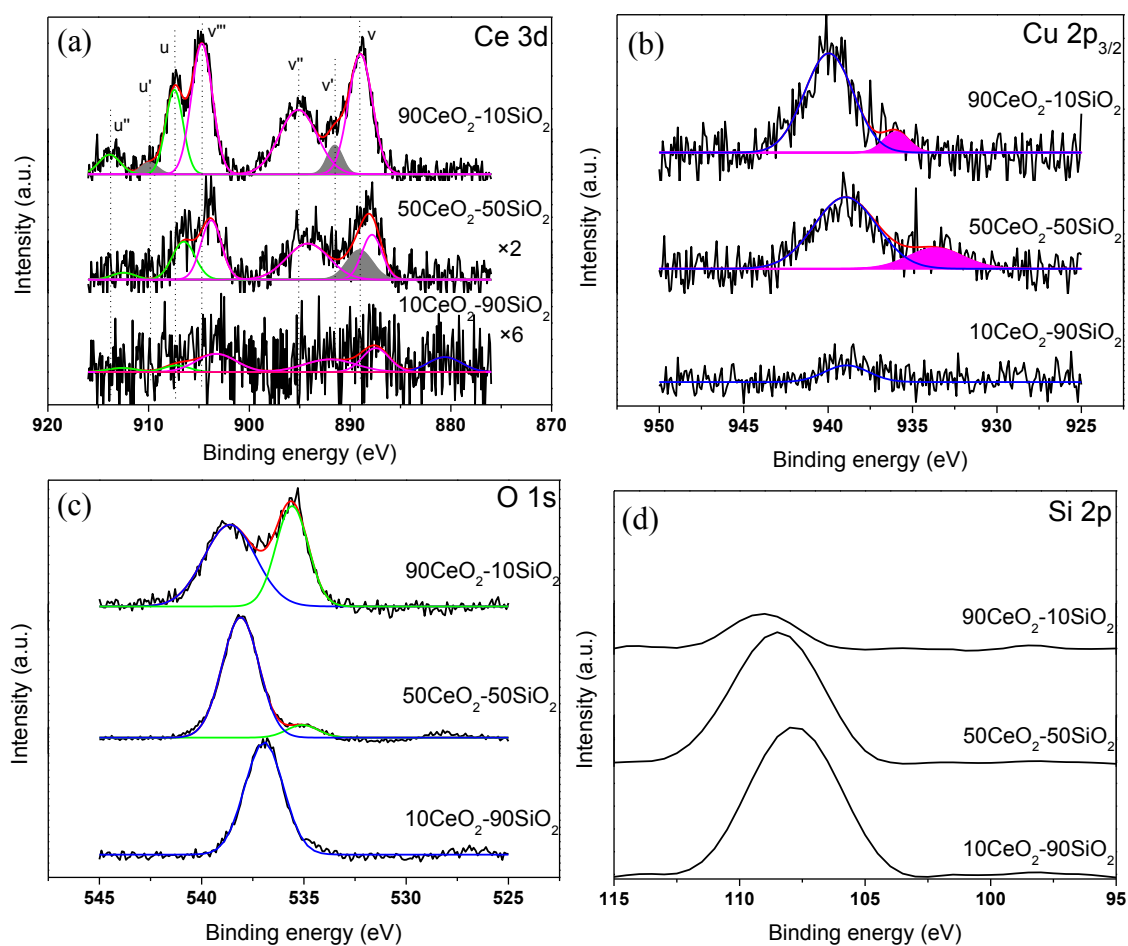 (a)
Ce 3d
u''
u'
u
v'''
v''
v'
v
90CeO₂-10SiO₂
50CeO₂-50SiO₂
×2
10CeO₂-90SiO₂
×6
Intensity (a.u.)
920 910 900 890 880 870
Binding energy (eV)
(b)
Cu 2p₃/₂
90CeO₂-10SiO₂
50CeO₂-50SiO₂
10CeO₂-90SiO₂
Intensity (a.u.)
950 945 940 935 930 925
Binding energy (eV)
(c)
O 1s
90CeO₂-10SiO₂
50CeO₂-50SiO₂
10CeO₂-90SiO₂
Intensity (a.u.)
545 540 535 530 525
Binding energy (eV)
(d)
Si 2p
90CeO₂-10SiO₂
50CeO₂-50SiO₂
10CeO₂-90SiO₂
Intensity (a.u.)
115 110 105 100 95
Binding energy (eV)